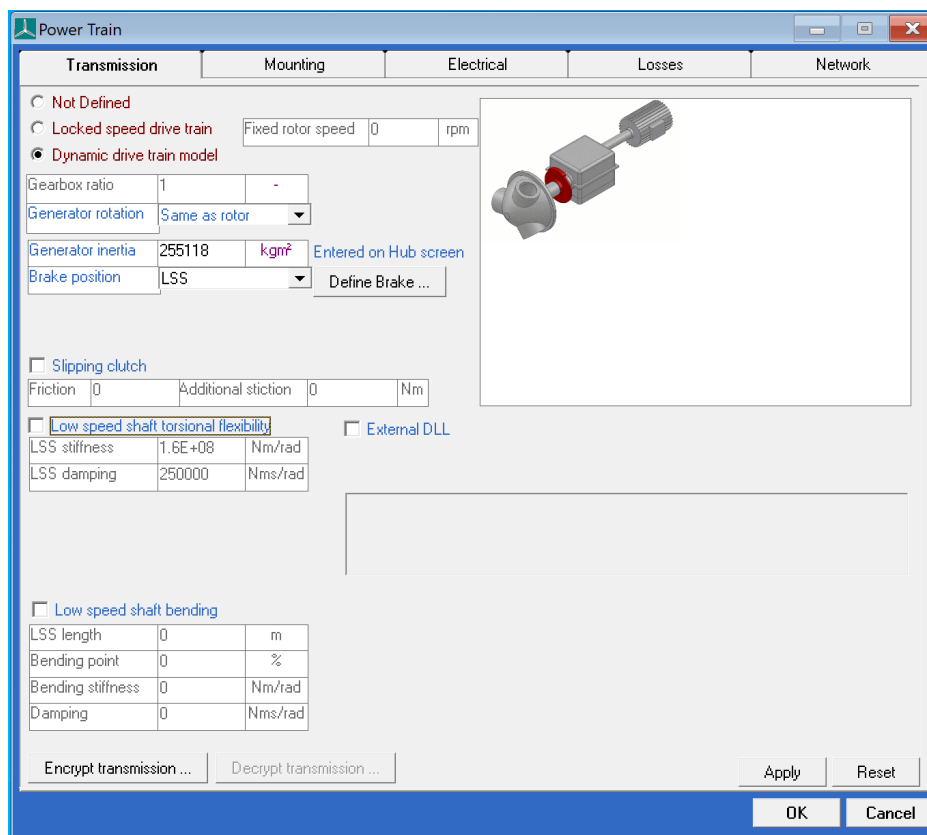 Power Train
Transmission Mounting Electrical Losses Network
Not Defined
Locked speed drive train Fixed rotor speed 0 rpm
Dynamic drive train model
Gearbox ratio 1 -
Generator rotation Same as rotor
Generator inertia 255118 kgm² Entered on Hub screen
Brake position LSS Define Brake ...
Slipping clutch
Friction 0 Additional stiction 0 Nm
Low speed shaft torsional flexibility External DLL
LSS stiffness 1.6E+08 Nm/rad
LSS damping 250000 Nms/rad
Low speed shaft bending
LSS length 0 m
Bending point 0 %
Bending stiffness 0 Nm/rad
Damping 0 Nms/rad
Encrypt transmission ... Decrypt transmission ... Apply Reset
OK Cancel